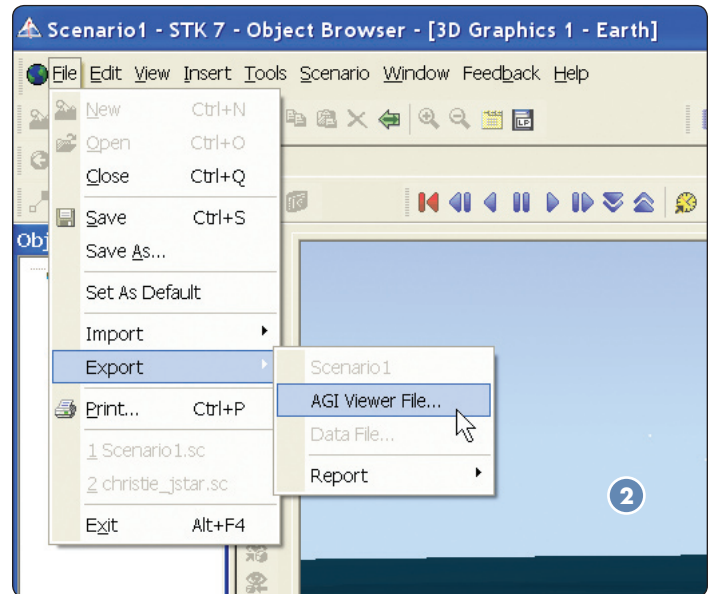 Scenario1 - STK 7 - Object Browser - [3D Graphics 1 - Earth]
File Edit View Insert Tools Scenario Window Feedback Help
New Ctrl+N
Open Ctrl+O
Close Ctrl+Q
Save Ctrl+S
Save As...
Set As Default
Import
Export
Print... Ctrl+P
1 Scenario1.sc
2 christie_jstar.sc
Exit Alt+F4
Scenario1
AGI Viewer File...
Data File...
Report
Obj
LP
2